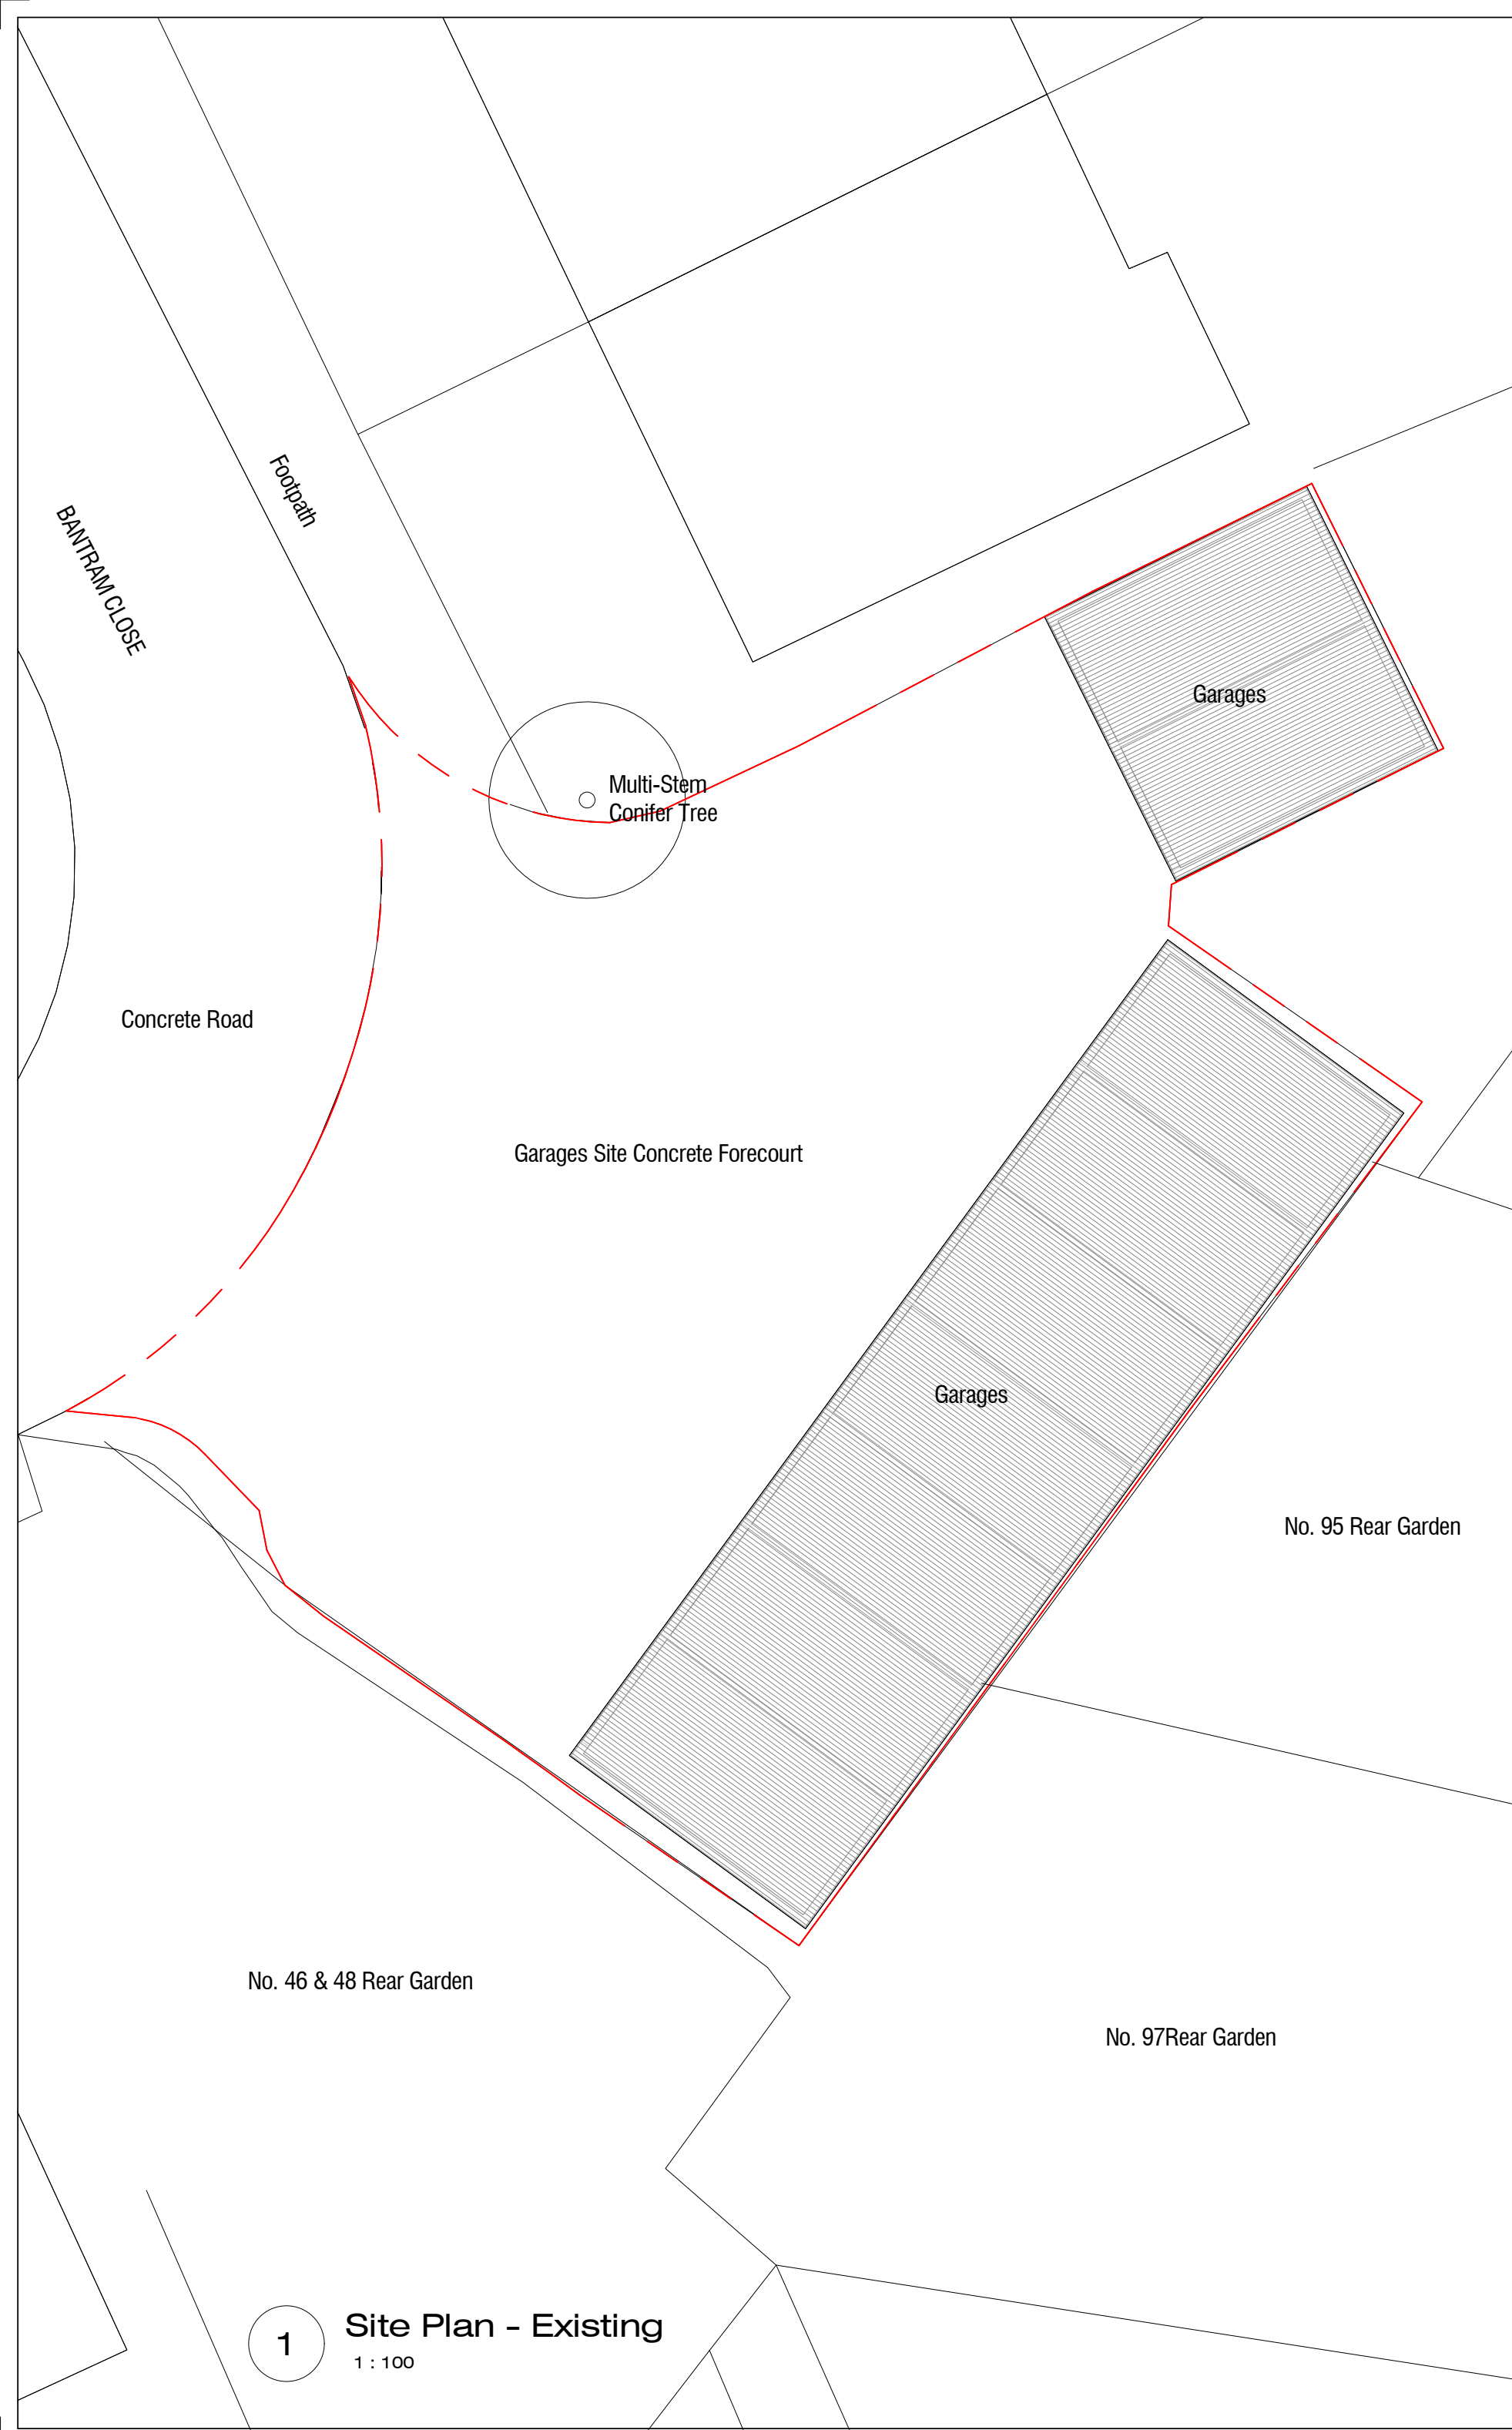 Footpath
BANTRAM CLOSE
Garages
Multi-Stem
Conifer Tree
Concrete Road
Garages Site Concrete Forecourt
Garages
No. 95 Rear Garden
No. 46 & 48 Rear Garden
No. 97Rear Garden
1
Site Plan - Existing
1 : 100